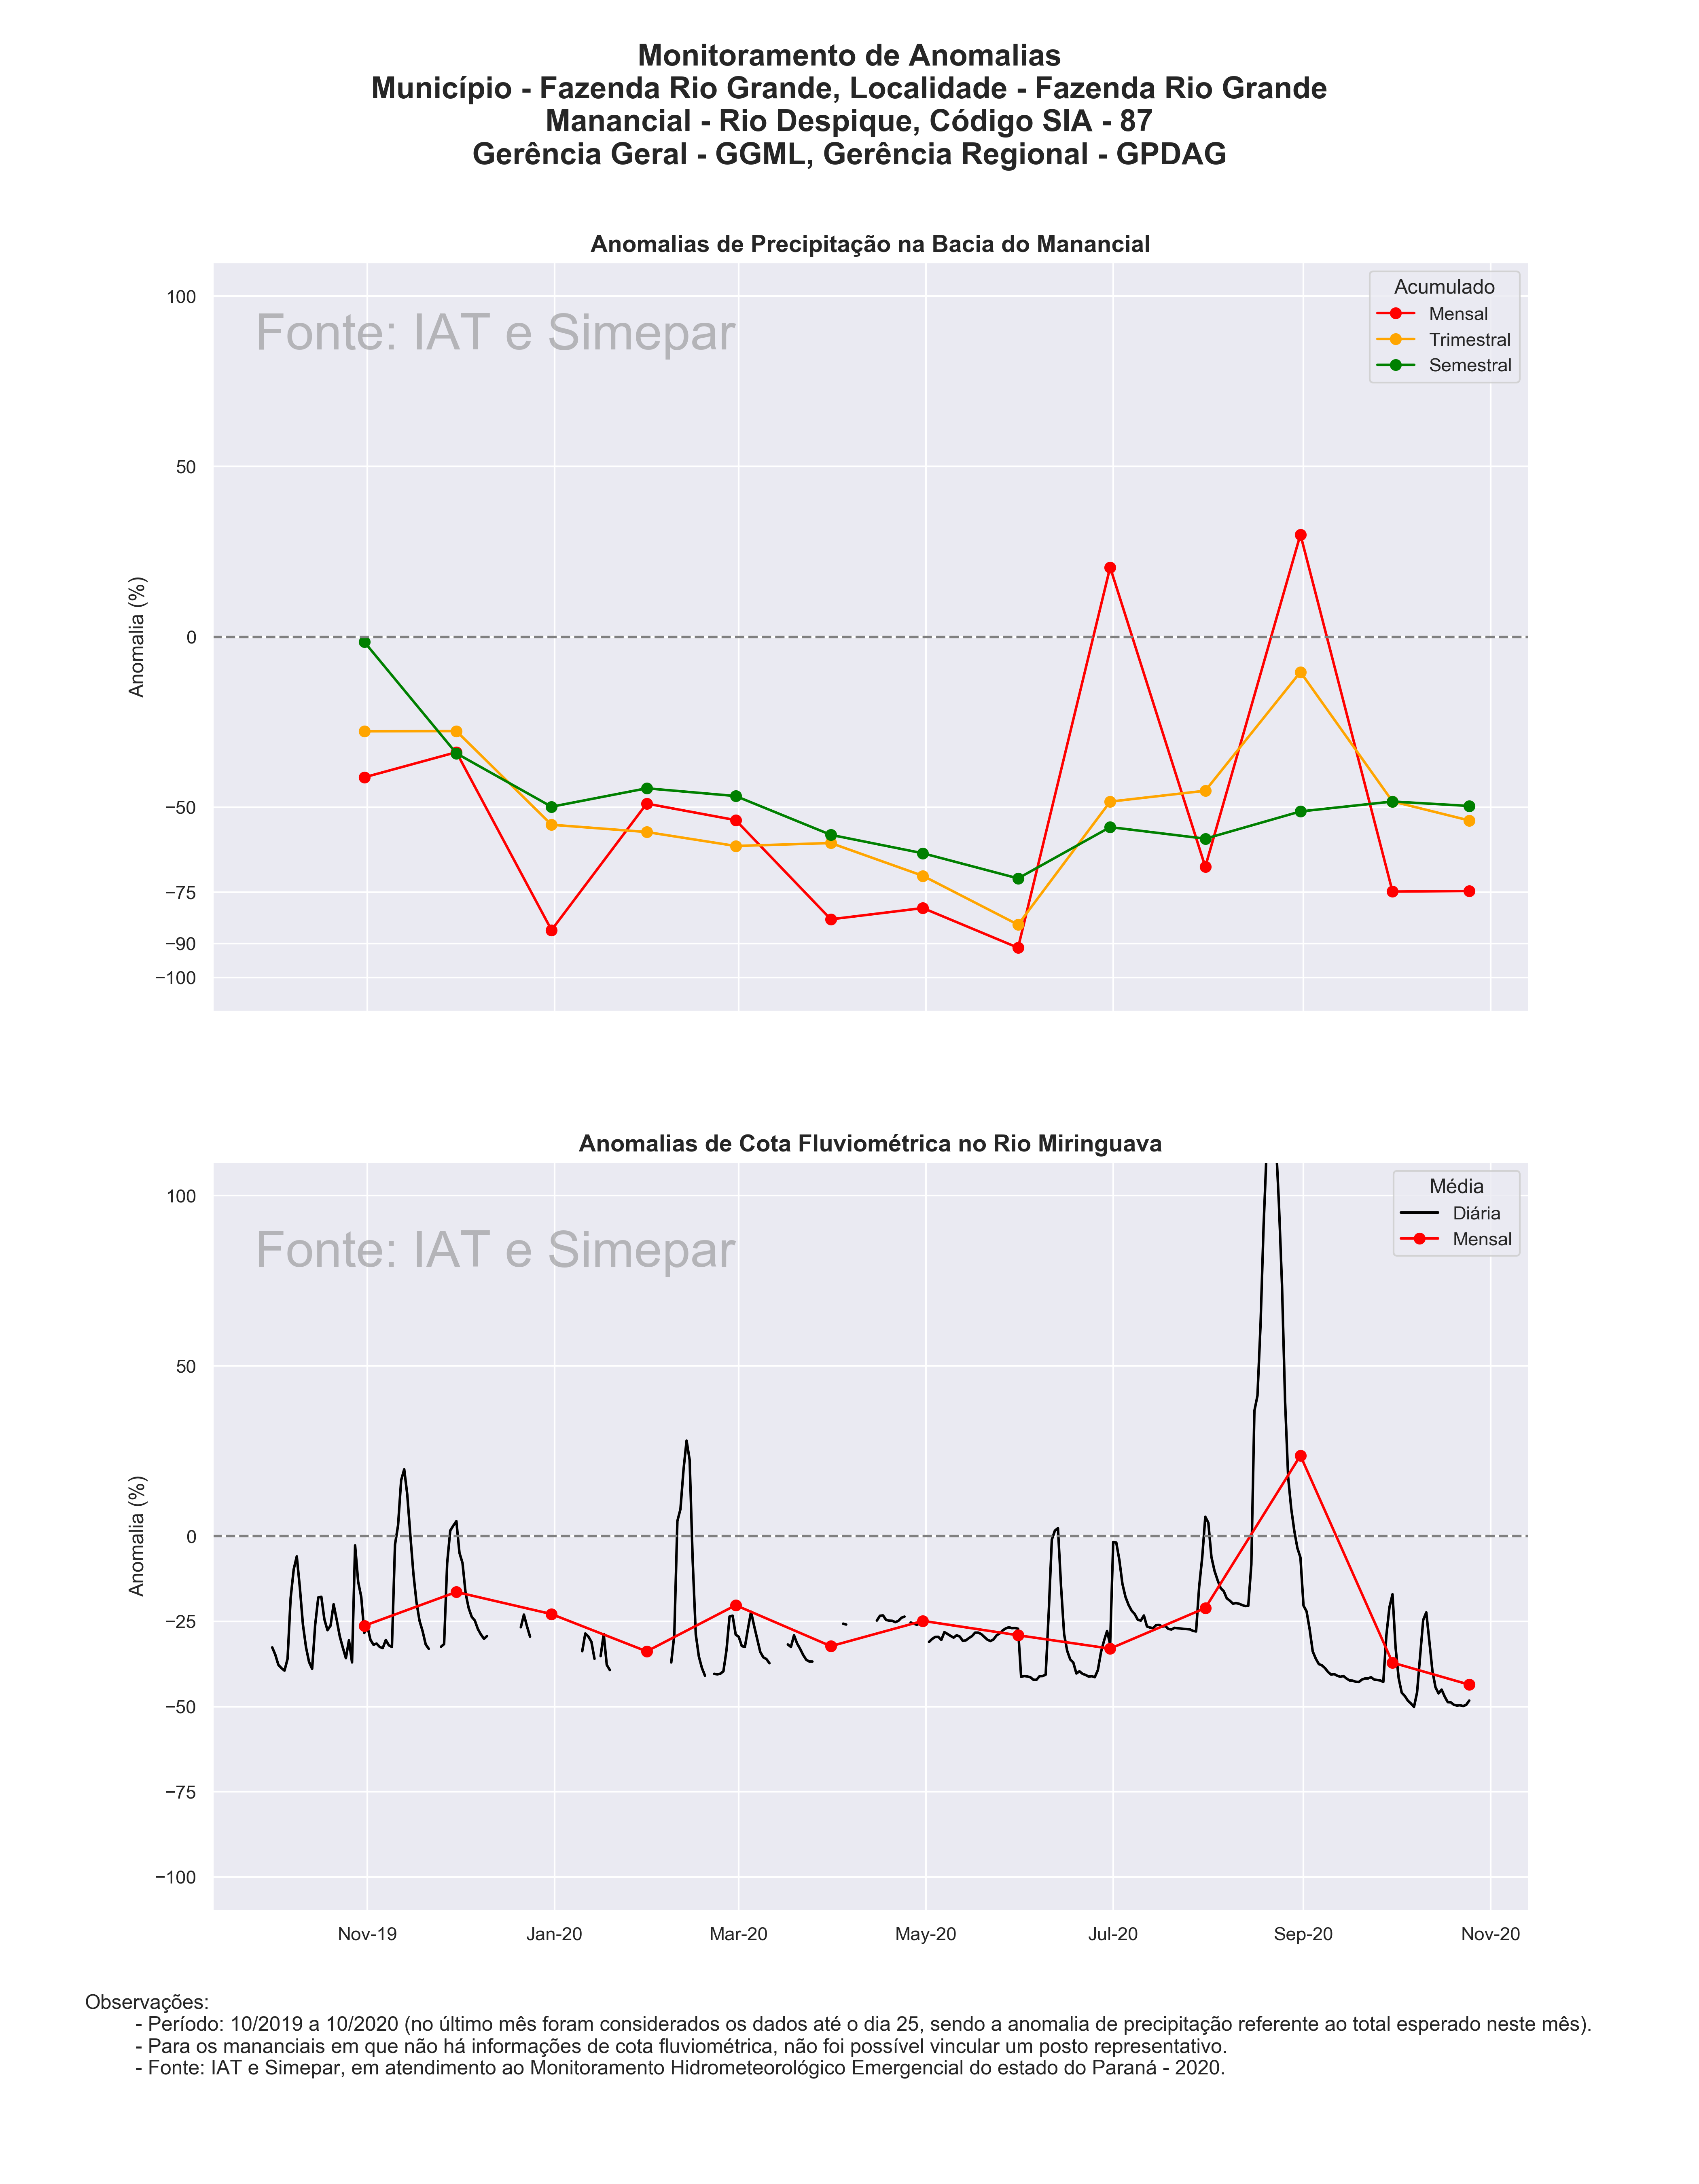 Monitoramento de Anomalias
Município - Fazenda Rio Grande, Localidade - Fazenda Rio Grande
Manancial - Rio Despique, Código SIA - 87
Gerência Geral - GGML, Gerência Regional - GPDAG
Anomalias de Precipitação na Bacia do Manancial
Fonte: IAT e Simepar
Acumulado
Mensal
Trimestral
Semestral
Anomalia (%)
100
50
0
−50
−75
−90
−100
Anomalias de Cota Fluviométrica no Rio Miringuava
Fonte: IAT e Simepar
Média
Diária
Mensal
Anomalia (%)
100
50
0
−25
−50
−75
−100
Nov-19 Jan-20 Mar-20 May-20 Jul-20 Sep-20 Nov-20
Observações:
- Período: 10/2019 a 10/2020 (no último mês foram considerados os dados até o dia 25, sendo a anomalia de precipitação referente ao total esperado neste mês).
- Para os mananciais em que não há informações de cota fluviométrica, não foi possível vincular um posto representativo.
- Fonte: IAT e Simepar, em atendimento ao Monitoramento Hidrometeorológico Emergencial do estado do Paraná - 2020.